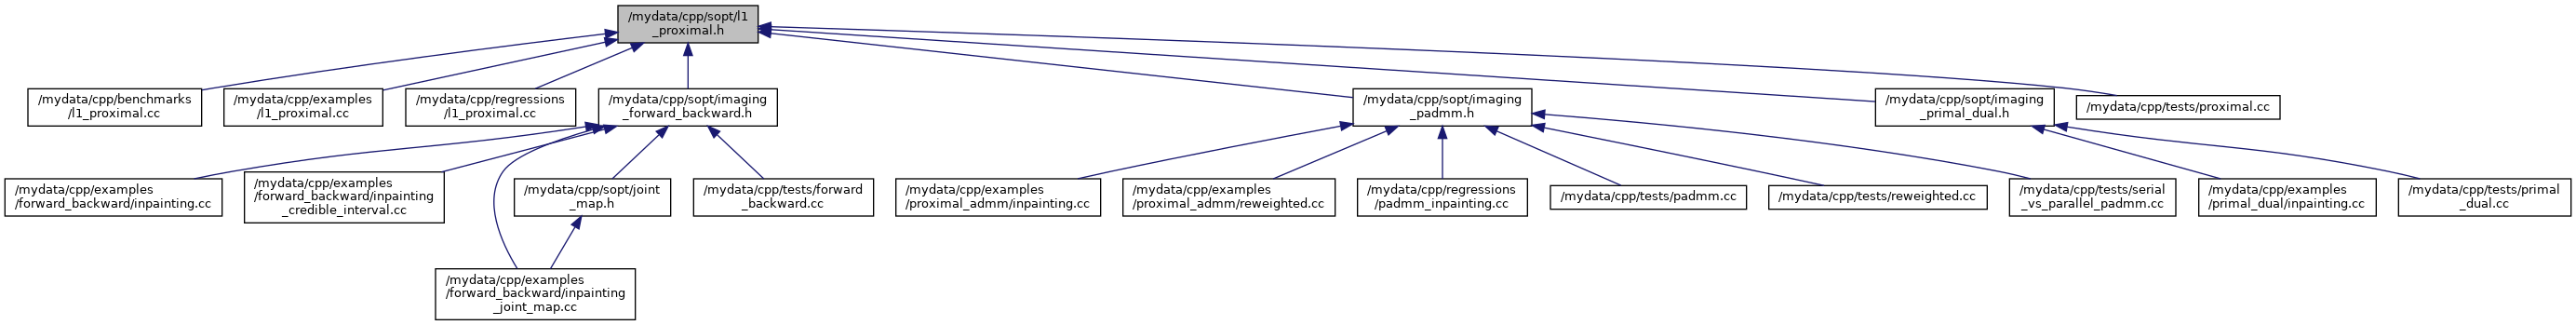 /mydata/cpp/sopt/l1
_proximal.h
/mydata/cpp/benchmarks
/l1_proximal.cc
/mydata/cpp/examples
/l1_proximal.cc
/mydata/cpp/regressions
/l1_proximal.cc
/mydata/cpp/sopt/imaging
_forward_backward.h
/mydata/cpp/sopt/imaging
_padmm.h
/mydata/cpp/sopt/imaging
_primal_dual.h
/mydata/cpp/tests/proximal.cc
/mydata/cpp/examples
/forward_backward/inpainting.cc
/mydata/cpp/examples
/forward_backward/inpainting
_credible_interval.cc
/mydata/cpp/sopt/joint
_map.h
/mydata/cpp/tests/forward
_backward.cc
/mydata/cpp/examples
/proximal_admm/inpainting.cc
/mydata/cpp/examples
/proximal_admm/reweighted.cc
/mydata/cpp/regressions
/padmm_inpainting.cc
/mydata/cpp/tests/padmm.cc
/mydata/cpp/tests/reweighted.cc
/mydata/cpp/tests/serial
_vs_parallel_padmm.cc
/mydata/cpp/examples
/primal_dual/inpainting.cc
/mydata/cpp/tests/primal
_dual.cc
/mydata/cpp/examples
/forward_backward/inpainting
_joint_map.cc